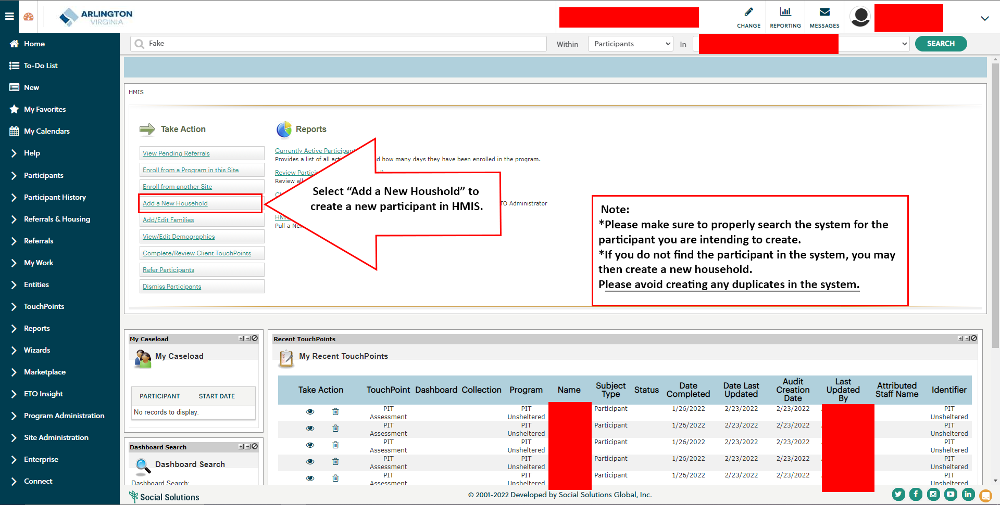 ARLINGTON
VIRGINIA
CHANGE
REPORTING
MESSAGES
Fake
Within
Participants
In
SEARCH
Home
To-Do List
New
My Favorites
My Calendars
Help
Participants
Participant History
Referrals & Housing
Referrals
My Work
Entities
TouchPoints
Reports
Wizards
Marketplace
ETO Insight
Program Administration
Site Administration
Enterprise
Connect
HMIS
Take Action
View Pending Referrals
Enroll from a Program in this Site
Enroll from another Site
Add a New Household
Add/Edit Families
View/Edit Demographics
Complete/Review Client TouchPoints
Refer Participants
Dismiss Participants
Reports
Currently Active Participant
Provides a list of all acti d how many days they have been enrolled in the program.
Review Partici
Review all
TO Administrator
HM
Pull a New
Select “Add a New Houshold” to
create a new participant in HMIS.
Note:
*Please make sure to properly search the system for the
participant you are intending to create.
*If you do not find the participant in the system, you may
then create a new household.
Please avoid creating any duplicates in the system.
My Caseload
My Caseload
PARTICIPANT START DATE
No records to display.
Dashboard Search
Dashboard Search
Dashboard Search:
Recent TouchPoints
My Recent TouchPoints
Take Action TouchPoint Dashboard Collection Program Name Subject Type Status Date Completed Date Last Updated Audit Creation Date Last Updated By Attributed Staff Name Identifier
PIT Participant 1/26/2022 2/23/2022 2/23/2022 PIT
Assessment Unsheltered Unsheltered
PIT PIT Participant 1/26/2022 2/23/2022 2/23/2022 PIT
Assessment Unsheltered Unsheltered
PIT PIT Participant 1/26/2022 2/23/2022 2/23/2022 PIT
Assessment Unsheltered Unsheltered
PIT PIT Participant 1/26/2022 2/23/2022 2/23/2022 PIT
Assessment Unsheltered Unsheltered
PIT PIT Participant 1/26/2022 2/23/2022 2/23/2022 PIT
Assessment Unsheltered Unsheltered
Social Solutions
© 2001-2022 Developed by Social Solutions Global, Inc.